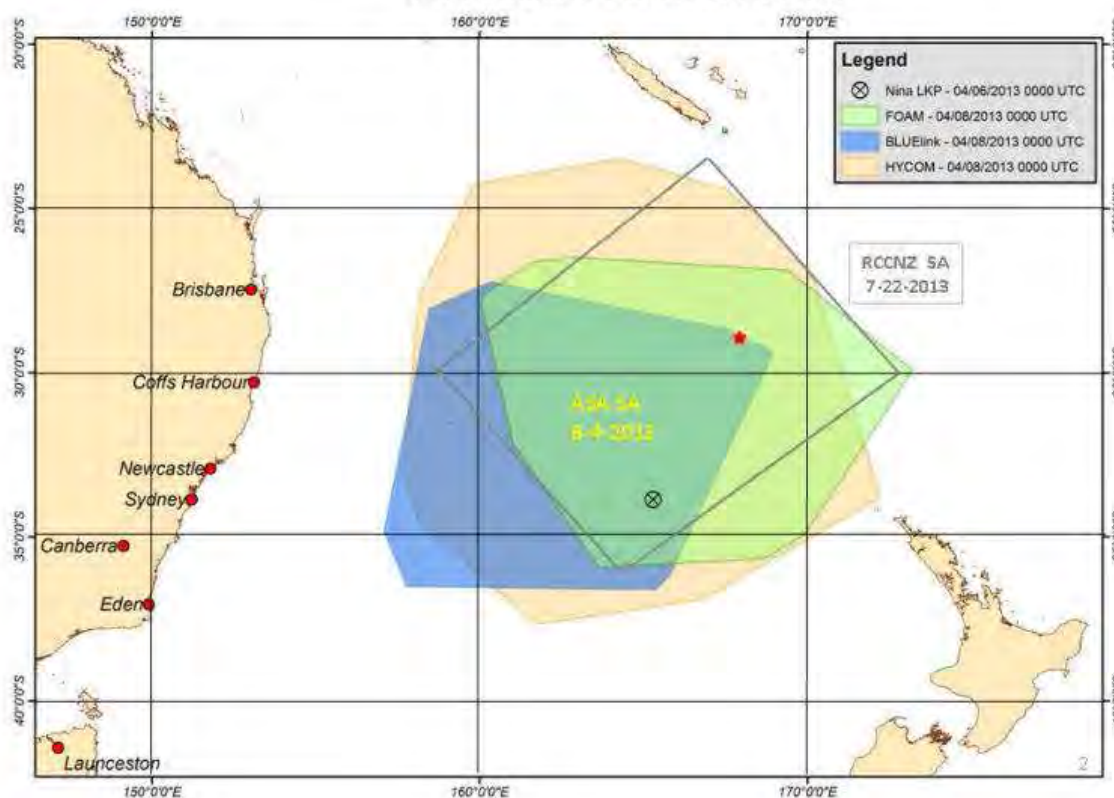 150°0'0"E
160°0'0"E
170°0'0"E
20°0'0"S
25°0'0"S
30°0'0"S
35°0'0"S
40°0'0"S
Legend
Nina LKP - 04/06/2013 0000 UTC
FOAM - 04/08/2013 0000 UTC
BLUElink - 04/08/2013 0000 UTC
HYCOM - 04/08/2013 0000 UTC
RCCNZ SA
7-22-2013
Brisbane
Coffs Harbour
ASA SA
8-4-2013
Newcastle
Sydney
Canberra
Eden
Launceston
2
150°0'0"E
160°0'0"E
170°0'0"E